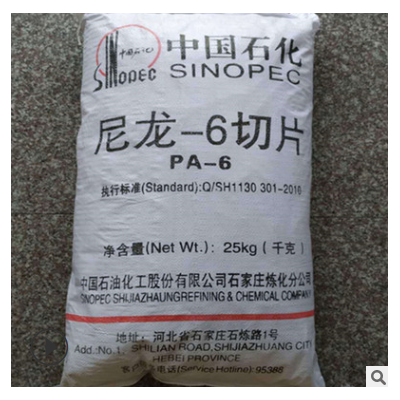 中国石化
中国石化
SINOPEC
SINOPEC
尼龙-6切片
PA-6
执行标准(Standard):Q/SH1130 301-2016
净含量(Net Wt.): 25kg (千克)
中国石油化工股份有限公司石家庄炼化分公司
SINOPEC SHIJIAZHAUNGREFINING & CHEMICAL COMPANY
地址: 河北省石家庄石炼路1号
Add.:No.1, SHILIAN ROAD,SHIJIAZHUANG CITY
HEBEI PROVINCE
电话(Service Hotline):95388